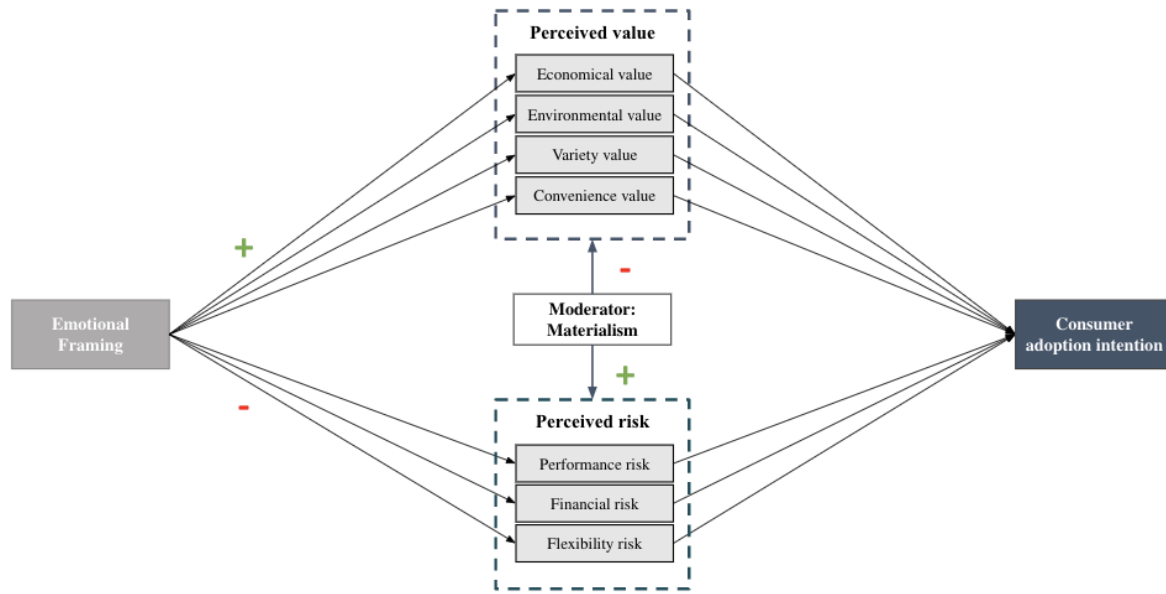 Perceived value
Economical value
Environmental value
Variety value
Convenience value
+
-
Emotional
Framing
Moderator:
Materialism
Consumer
adoption intention
+
-
Perceived risk
Performance risk
Financial risk
Flexibility risk